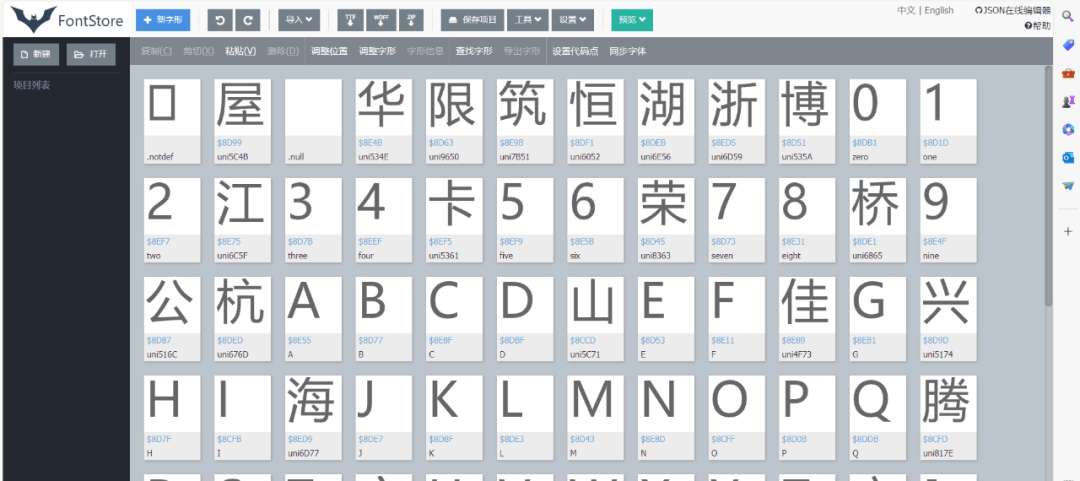 FontStore
新字形
导入
TTF
WOFF
ZIP
保存项目
工具
设置
预览
中文 | English
JSON在线编辑器
帮助
新建
打开
项目列表
复制(C) 剪切(X) 粘贴(V) 删除(D) 调整位置 调整字形 字形信息 查找字形 导出字形 设置代码点 同步字体
屋 华 限 筑 恒 湖 浙 博 0 1
$8D99 $8E4B $8D63 $8E9B $8DF1 $8DEB $8ED5 $8D51 $8DB1 $8D1D
.notdef uni5C4B .null uni534E uni9650 uni7B51 uni6052 uni6E56 uni6D59 uni535A zero one
2 江 3 4 卡 5 6 荣 7 8 桥 9
$8EF7 $8E75 $8D7B $8EEF $8EF5 $8EF9 $8E5B $8D45 $8D73 $8E31 $8DE1 $8E4F
two uni6C5F three four uni5361 five six uni8363 seven eight uni6865 nine
公 杭 A B C D 山 E F 佳 G 兴
$8D87 $8DED $8E55 $8D77 $8E8F $8DBF $8CCD $8D53 $8E11 $8E89 $8EB1 $8D9D
uni516C uni676D A B C D uni5C71 E F uni4F73 G uni5174
H I 海 J K L M N O P Q 腾
$8D7F $8CFB $8ED9 $8DE7 $8D8F $8DE3 $8D43 $8E8D $8CFF $8D0B $8DDB $8CFD
H I uni6D77 J K L M N O P Q uni817E